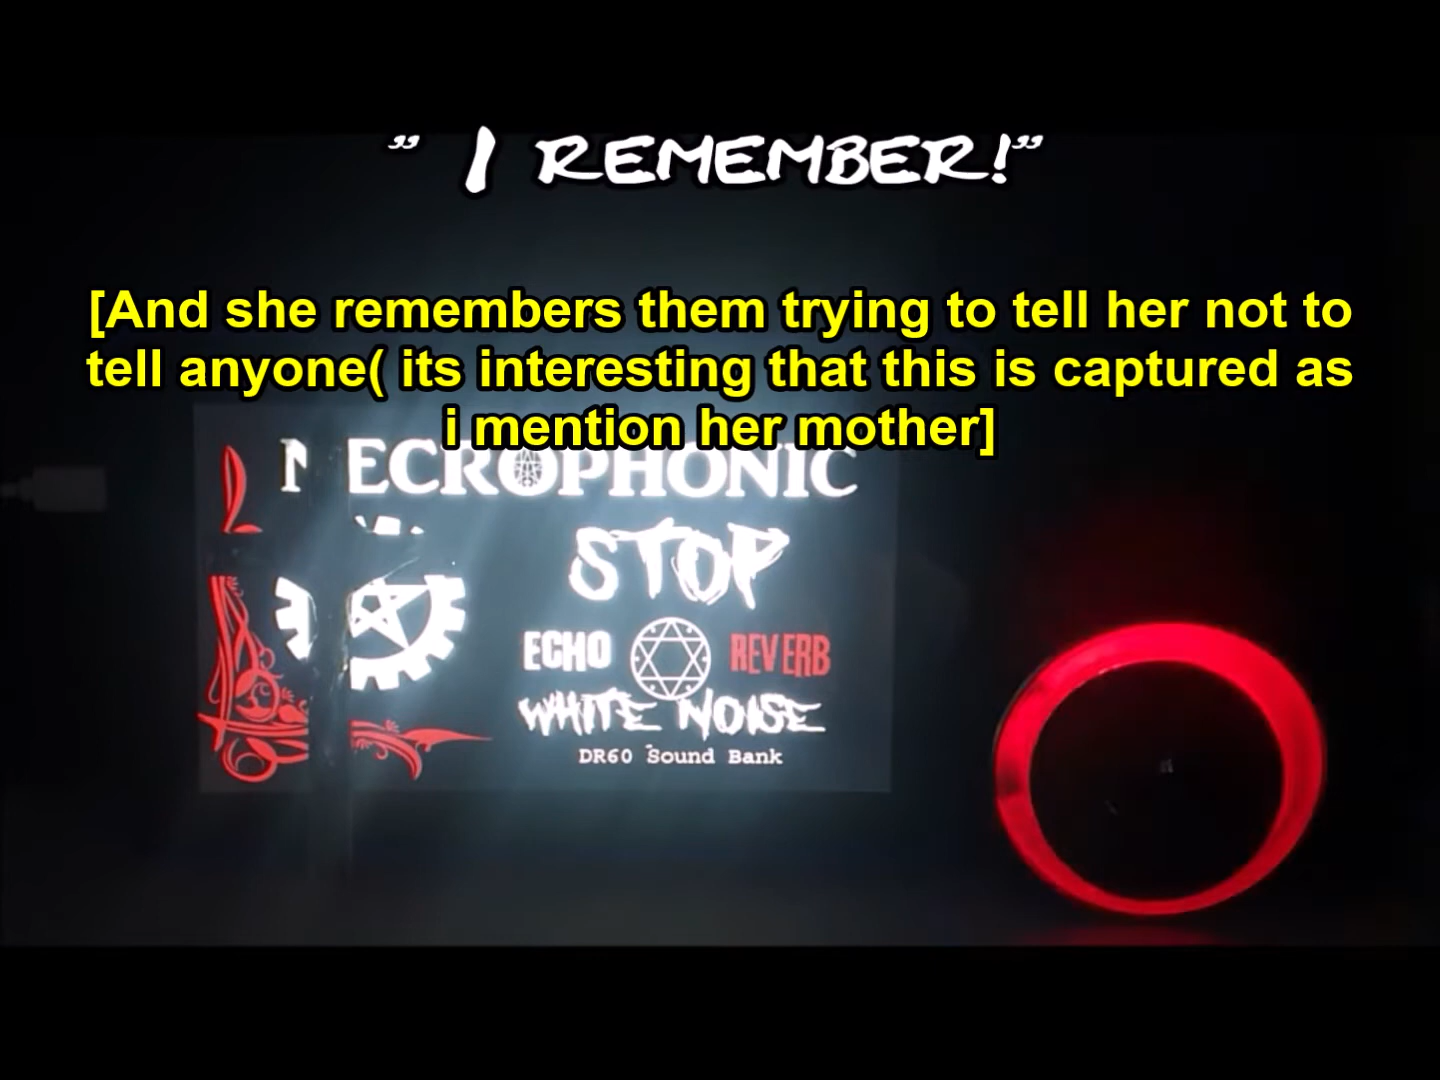 ” I REMEMBER!”
[And she remembers them trying to tell her not to
tell anyone( its interesting that this is captured as
i mention her mother]
NECROPHONIC
STOP
ECHO REVERB
WHITE NOISE
DR60 Sound Bank